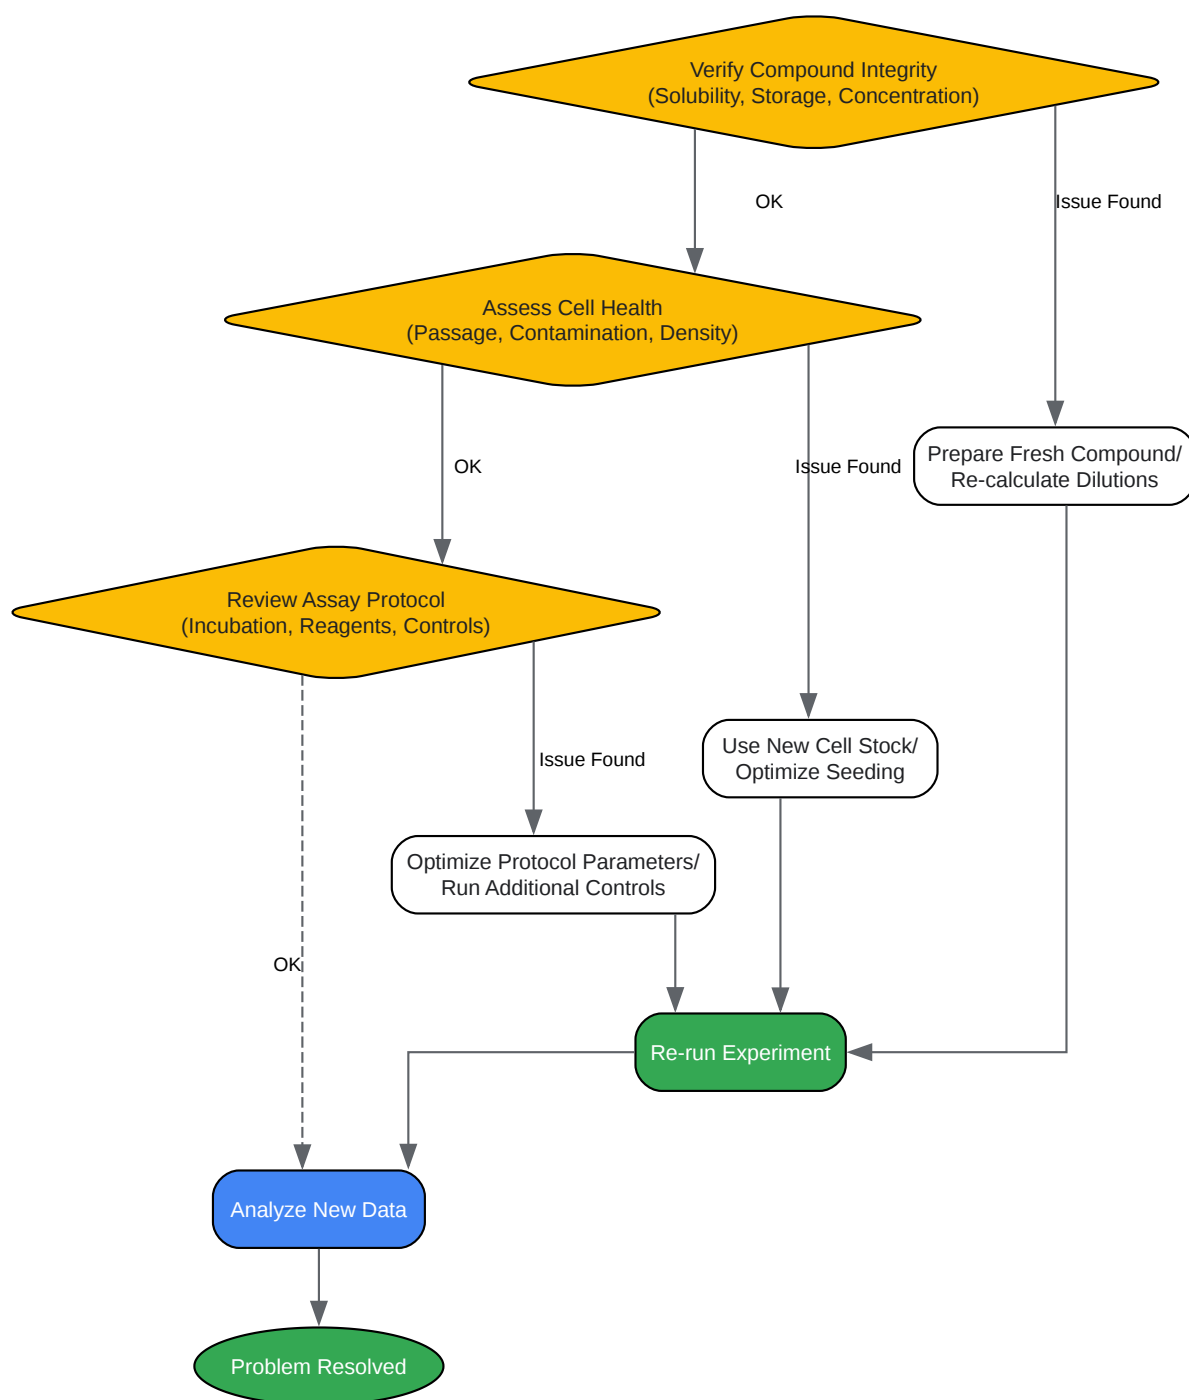 Verify Compound Integrity
(Solubility, Storage, Concentration)
OK
Issue Found
Assess Cell Health
(Passage, Contamination, Density)
OK
Issue Found
Prepare Fresh Compound/
Re-calculate Dilutions
Review Assay Protocol
(Incubation, Reagents, Controls)
Issue Found
Use New Cell Stock/
Optimize Seeding
Optimize Protocol Parameters/
Run Additional Controls
OK
Re-run Experiment
Analyze New Data
Problem Resolved